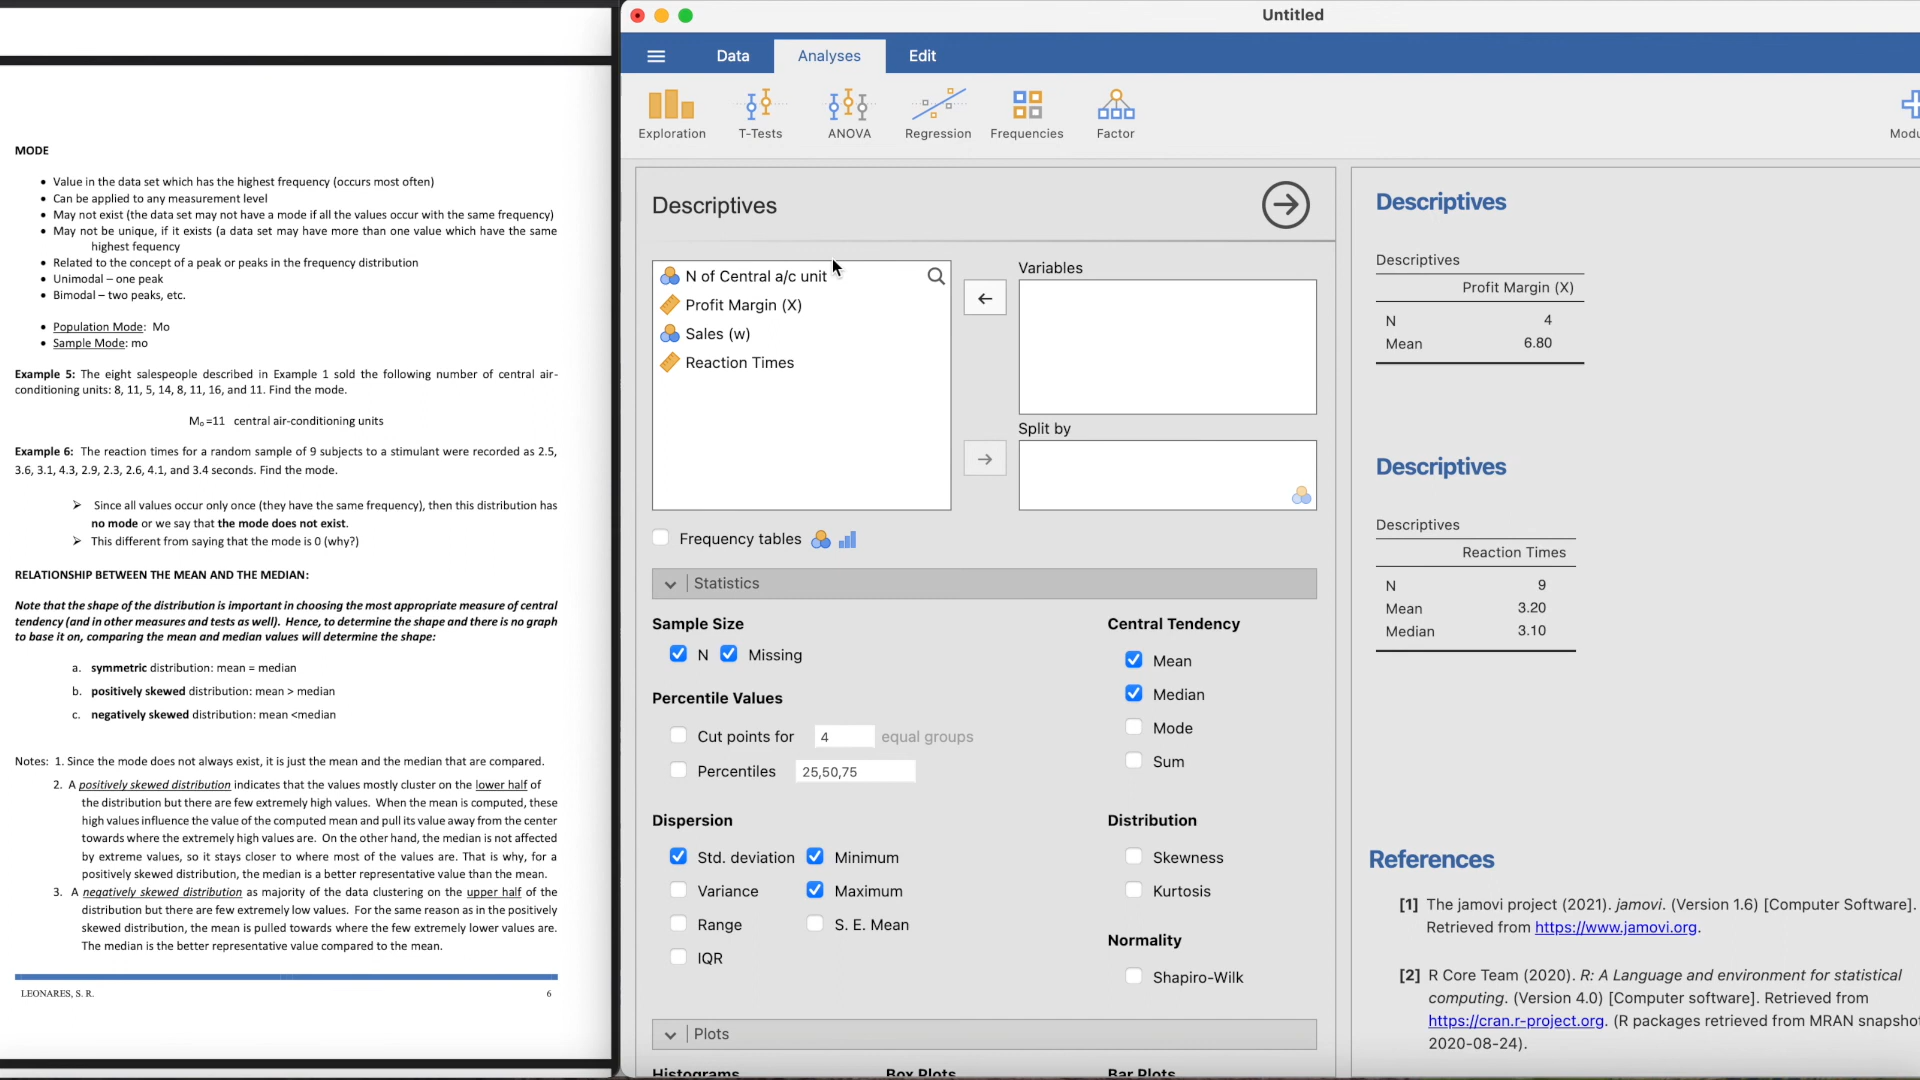 MODE
• Value in the data set which has the highest frequency (occurs most often)
• Can be applied to any measurement level
• May not exist (the data set may not have a mode if all the values occur with the same frequency)
• May not be unique, if it exists (a data set may have more than one value which have the same
highest fequency
• Related to the concept of a peak or peaks in the frequency distribution
• Unimodal – one peak
• Bimodal – two peaks, etc.
• Population Mode: Mo
• Sample Mode: mo
Example 5: The eight salespeople described in Example 1 sold the following number of central air-
conditioning units: 8, 11, 5, 14, 8, 11, 16, and 11. Find the mode.
Mo =11 central air-conditioning units
Example 6: The reaction times for a random sample of 9 subjects to a stimulant were recorded as 2.5,
3.6, 3.1, 4.3, 2.9, 2.3, 2.6, 4.1, and 3.4 seconds. Find the mode.
➢ Since all values occur only once (they have the same frequency), then this distribution has
no mode or we say that the mode does not exist.
➢ This different from saying that the mode is 0 (why?)
RELATIONSHIP BETWEEN THE MEAN AND THE MEDIAN:
Note that the shape of the distribution is important in choosing the most appropriate measure of central
tendency (and in other measures and tests as well). Hence, to determine the shape and there is no graph
to base it on, comparing the mean and median values will determine the shape:
a. symmetric distribution: mean = median
b. positively skewed distribution: mean > median
c. negatively skewed distribution: mean <median
Notes: 1. Since the mode does not always exist, it is just the mean and the median that are compared.
2. A positively skewed distribution indicates that the values mostly cluster on the lower half of
the distribution but there are few extremely high values. When the mean is computed, these
high values influence the value of the computed mean and pull its value away from the center
towards where the extremely high values are. On the other hand, the median is not affected
by extreme values, so it stays closer to where most of the values are. That is why, for a
positively skewed distribution, the median is a better representative value than the mean.
3. A negatively skewed distribution as majority of the data clustering on the upper half of the
distribution but there are few extremely low values. For the same reason as in the positively
skewed distribution, the mean is pulled towards where the few extremely lower values are.
The median is the better representative value compared to the mean.
LEONARES, S. R. 6
Untitled
Data Analyses Edit
Exploration T-Tests ANOVA Regression Frequencies Factor Modu
Descriptives
N of Central a/c unit
Profit Margin (X)
Sales (w)
Reaction Times
Variables
Split by
Frequency tables
Statistics
Sample Size
N Missing
Percentile Values
Cut points for 4 equal groups
Percentiles 25,50,75
Dispersion
Std. deviation Minimum
Variance Maximum
Range S. E. Mean
IQR
Central Tendency
Mean
Median
Mode
Sum
Distribution
Skewness
Kurtosis
Normality
Shapiro-Wilk
Plots
Histograms Box Plots Bar Plots
Descriptives
Descriptives
Profit Margin (X)
N 4
Mean 6.80
Descriptives
Descriptives
Reaction Times
N 9
Mean 3.20
Median 3.10
References
[1] The jamovi project (2021). jamovi. (Version 1.6) [Computer Software].
Retrieved from https://www.jamovi.org.
[2] R Core Team (2020). R: A Language and environment for statistical
computing. (Version 4.0) [Computer software]. Retrieved from
https://cran.r-project.org. (R packages retrieved from MRAN snapshot
2020-08-24).